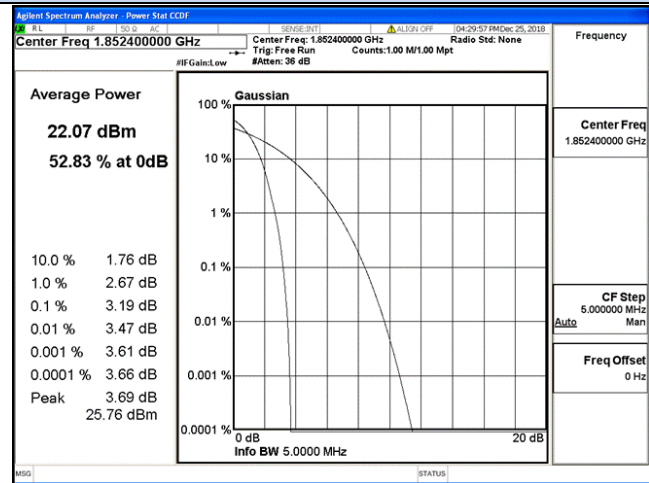 Agilent Spectrum Analyzer - Power Stat CCDF
RL RF 50 Ω AC SENSE:INT ALIGN OFF 04:29:57 PM Dec 25, 2018
Center Freq 1.852400000 GHz
Center Freq: 1.852400000 GHz Radio Std: None
Trig: Free Run Counts:1.00 M/1.00 Mpt
#IFGain:Low #Atten: 36 dB
Frequency
Average Power
22.07 dBm
52.83 % at 0dB
10.0 % 1.76 dB
1.0 % 2.67 dB
0.1 % 3.19 dB
0.01 % 3.47 dB
0.001 % 3.61 dB
0.0001 % 3.66 dB
Peak 3.69 dB
25.76 dBm
Gaussian
100 %
10 %
1 %
0.1 %
0.01 %
0.001 %
0.0001 %
0 dB 20 dB
Info BW 5.0000 MHz
Center Freq
1.852400000 GHz
CF Step
5.000000 MHz
Auto Man
Freq Offset
0 Hz
MSG STATUS